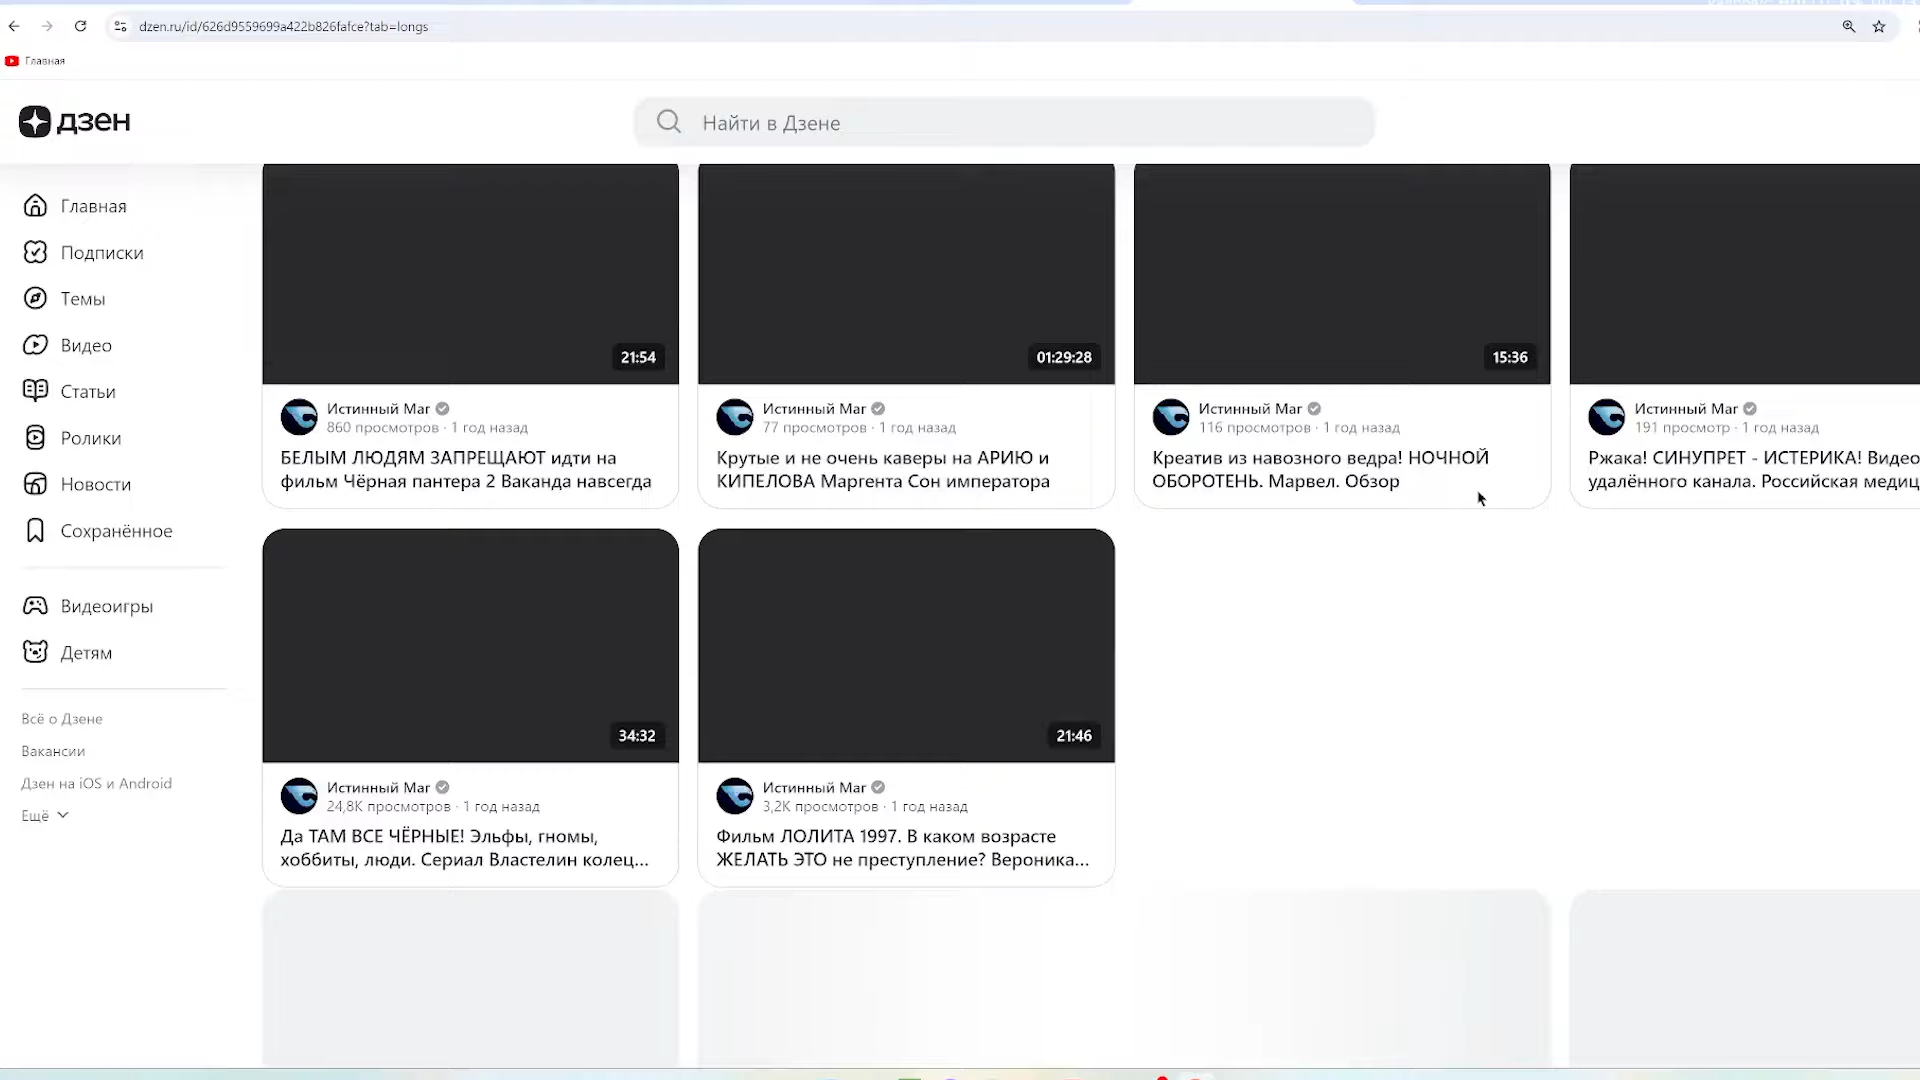 dzen.ru/id/626d9559699a422b826fafce?tab=longs
Главная
дзен
Найти в Дзене
Главная
Подписки
Темы
Видео
Статьи
Ролики
Новости
Сохранённое
Видеоигры
Детям
Всё о Дзене
Вакансии
Дзен на iOS и Android
Ещё
21:54
Истинный Маг
860 просмотров · 1 год назад
БЕЛЫМ ЛЮДЯМ ЗАПРЕЩАЮТ идти на
фильм Чёрная пантера 2 Ваканда навсегда
01:29:28
Истинный Маг
77 просмотров · 1 год назад
Крутые и не очень каверы на АРИЮ и
КИПЕЛОВА Маргента Сон императора
15:36
Истинный Маг
116 просмотров · 1 год назад
Креатив из навозного ведра! НОЧНОЙ
ОБОРОТЕНЬ. Марвел. Обзор
Истинный Маг
191 просмотр · 1 год назад
Ржака! СИНУПРЕТ - ИСТЕРИКА! Видео
удалённого канала. Российская медиц
34:32
Истинный Маг
24,8K просмотров · 1 год назад
Да ТАМ ВСЕ ЧЁРНЫЕ! Эльфы, гномы,
хоббиты, люди. Сериал Властелин колец...
21:46
Истинный Маг
3,2K просмотров · 1 год назад
Фильм ЛОЛИТА 1997. В каком возрасте
ЖЕЛАТЬ ЭТО не преступление? Вероника...